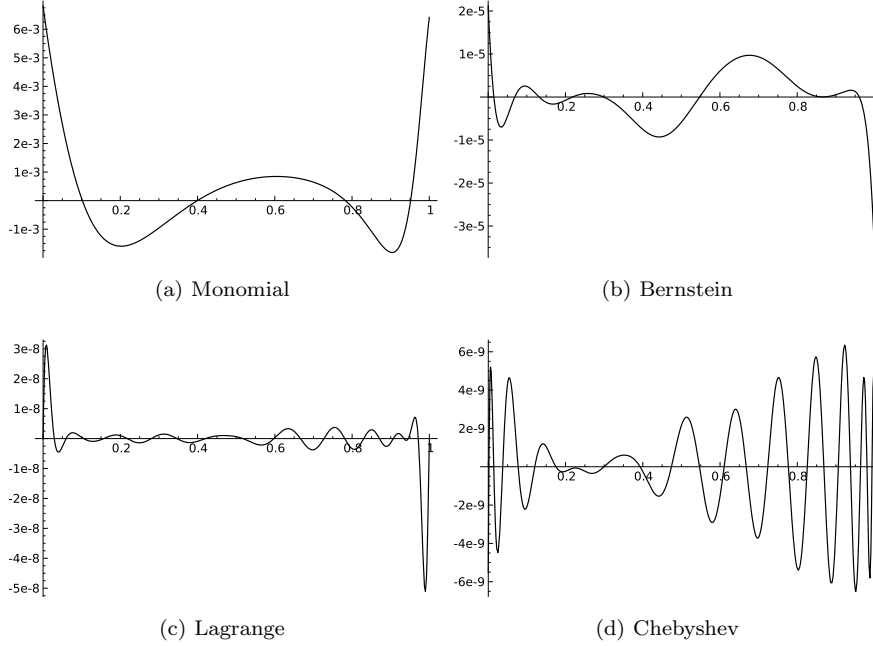 6e-3
5e-3
4e-3
3e-3
2e-3
1e-3
-1e-3
0.2
0.4
0.6
0.8
1
(a) Monomial
2e-5
1e-5
-1e-5
-2e-5
-3e-5
0.2
0.4
0.6
0.8
(b) Bernstein
3e-8
2e-8
1e-8
-1e-8
-2e-8
-3e-8
-4e-8
-5e-8
0.2
0.4
0.6
0.8
1
(c) Lagrange
6e-9
4e-9
2e-9
-2e-9
-4e-9
-6e-9
0.2
0.4
0.6
0.8
(d) Chebyshev